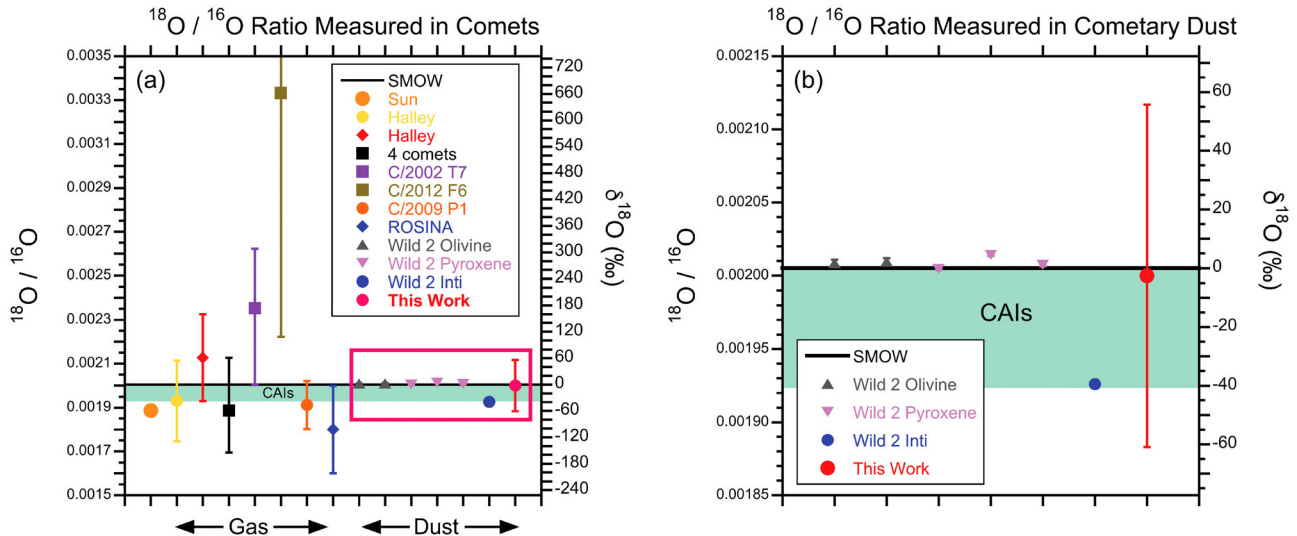 18O / 16O Ratio Measured in Comets
(a)
0.0035
0.0033
0.0031
0.0029
0.0027
0.0025
0.0023
0.0021
0.0019
0.0017
0.0015
18O / 16O
SMOW
Sun
Halley
Halley
4 comets
C/2002 T7
C/2012 F6
C/2009 P1
ROSINA
Wild 2 Olivine
Wild 2 Pyroxene
Wild 2 Inti
This Work
CAIs
720
660
600
540
480
420
360
300
240
180
120
60
0
-60
-100
-160
-240
δ18O (‰)
Gas
Dust
18O / 16O Ratio Measured in Cometary Dust
(b)
0.00215
0.00210
0.00205
0.00200
0.00195
0.00190
0.00185
18O / 16O
CAIs
SMOW
Wild 2 Olivine
Wild 2 Pyroxene
Wild 2 Inti
This Work
60
40
20
0
-20
-40
-60
δ18O (‰)